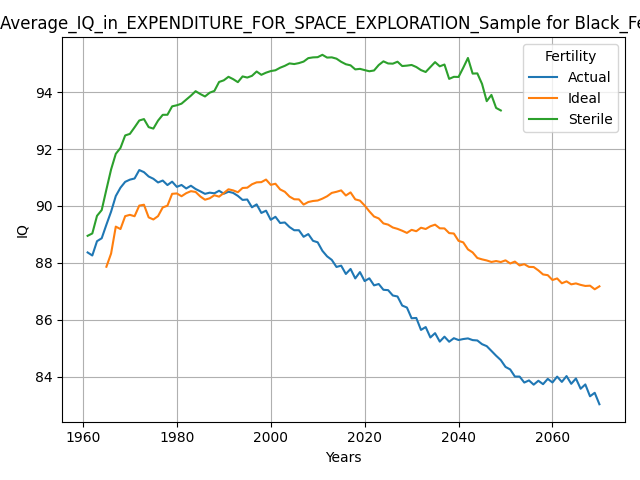 Average_IQ_in_EXPENDITURE_FOR_SPACE_EXPLORATION_Sample for Black_Fe
Fertility
Actual
Ideal
Sterile
94
92
90
88
86
84
IQ
1960 1980 2000 2020 2040 2060
Years